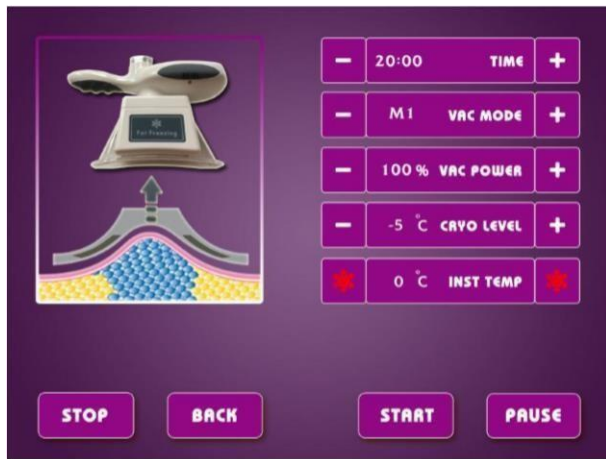 − 20:00 TIME +
− M1 VAC MODE +
− 100 % VAC POWER +
Fat Freezing
− -5 °C CRYO LEVEL +
0 °C INST TEMP
STOP BACK START PAUSE